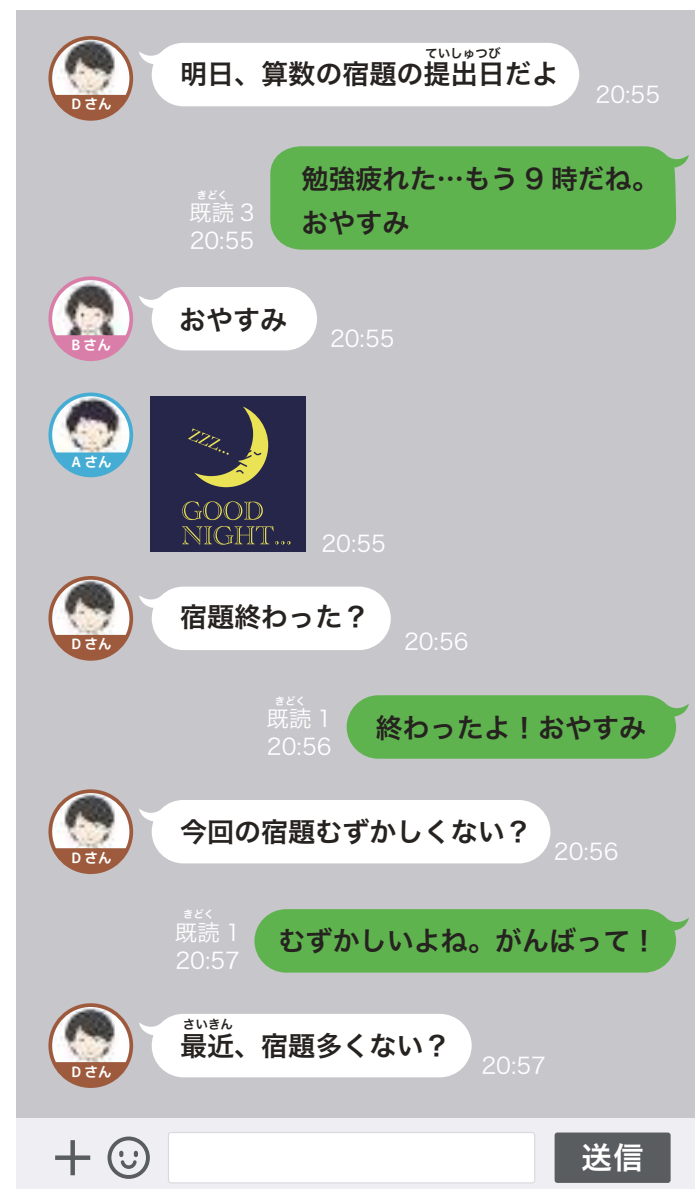 ていしゅつび
明日、算数の宿題の提出日だよ
Dさん
20:55
勉強疲れた…もう9時だね。
おやすみ
きどく
既読 3
20:55
おやすみ
Bさん
20:55
ZZZ...
Aさん
GOOD
NIGHT...
20:55
宿題終わった？
Dさん
20:56
きどく
既読 1
20:56
終わったよ！おやすみ
今回の宿題むずかしくない？
Dさん
20:56
きどく
既読 1
20:57
むずかしいよね。がんばって！
さいきん
最近、宿題多くない？
Dさん
20:57
送信